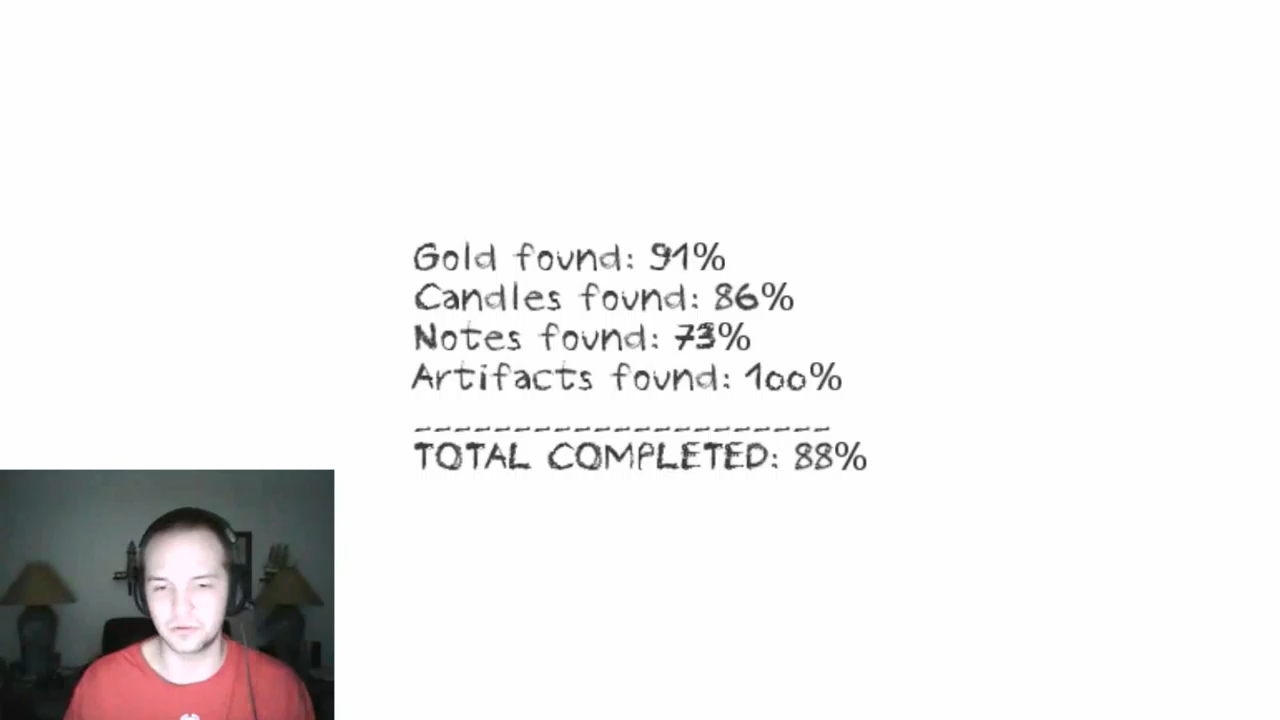 Gold found: 91%
Candles found: 86%
Notes found: 73%
Artifacts found: 100%
_ _ _ _ _ _ _ _ _ _ _ _ _ _ _ _ _ _ _ _ _
TOTAL COMPLETED: 88%